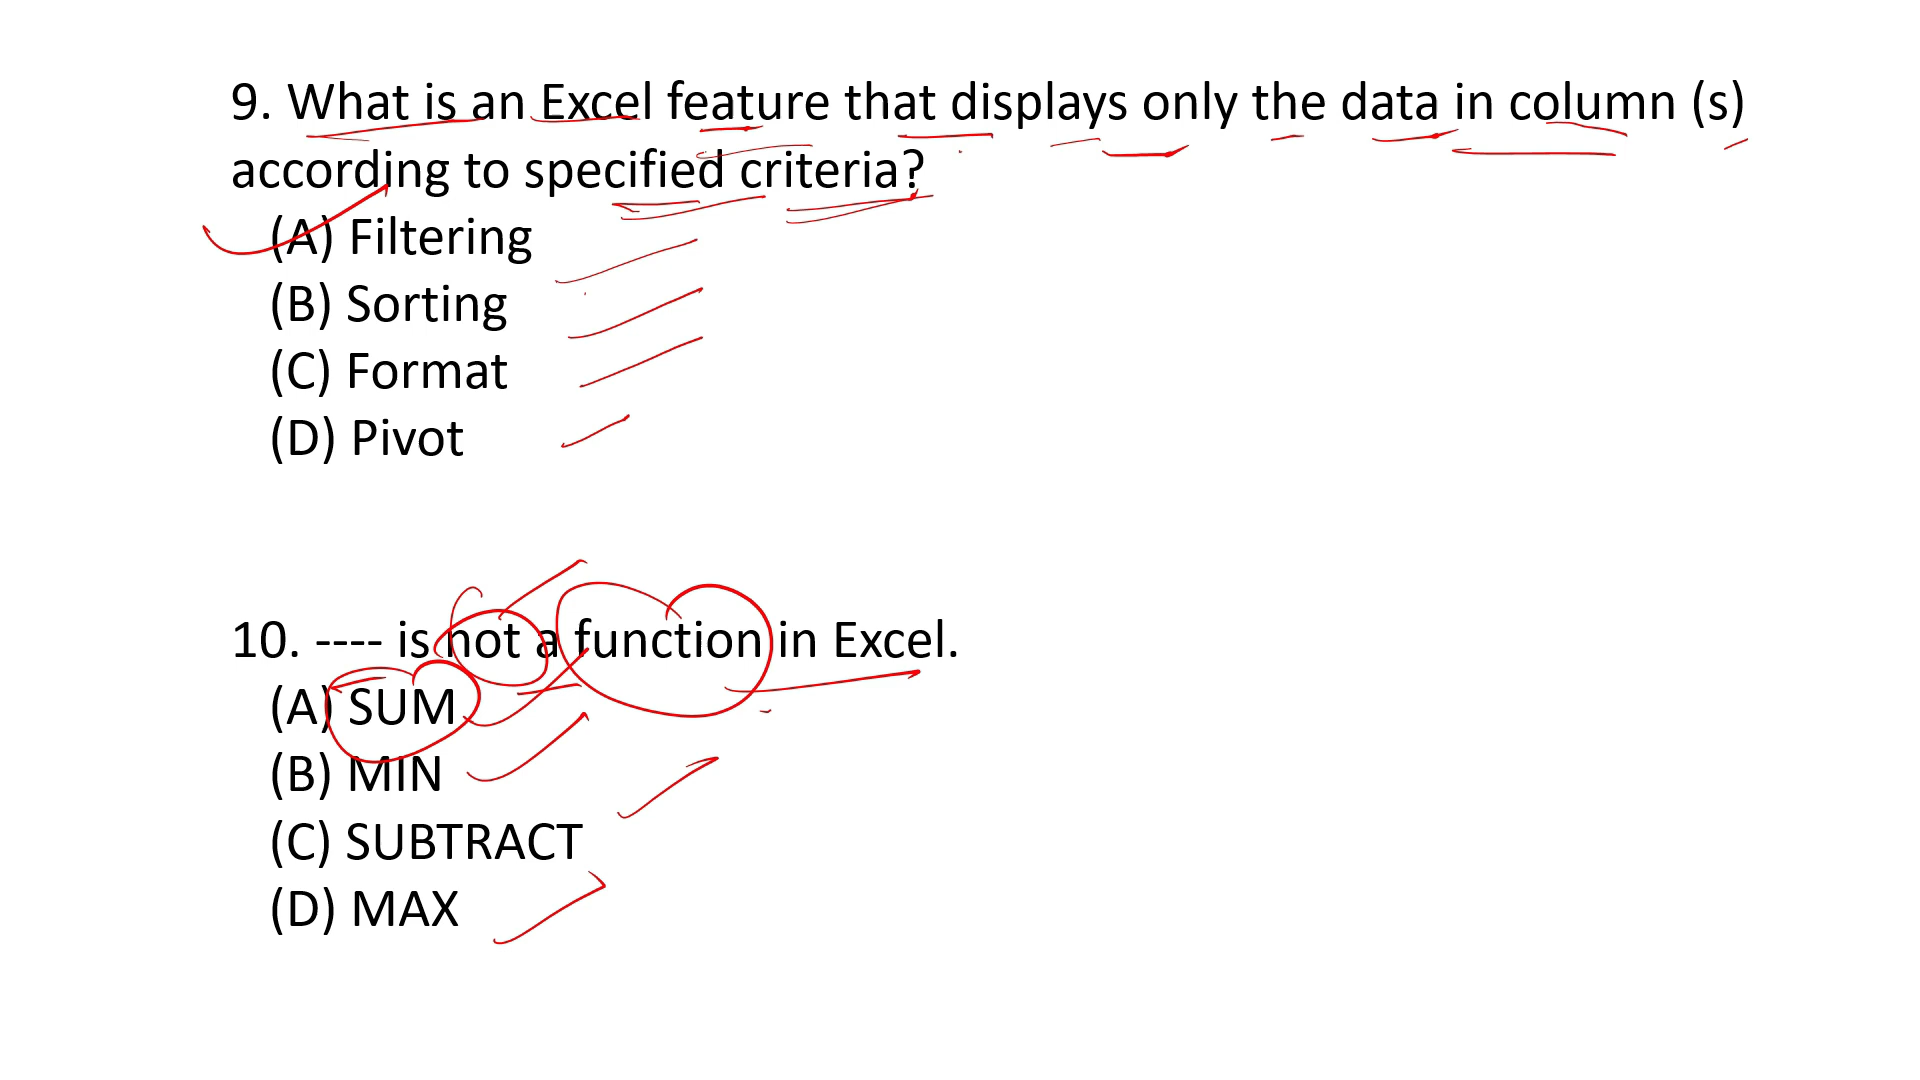 9. What is an Excel feature that displays only the data in column (s)
according to specified criteria?
(A) Filtering
(B) Sorting
(C) Format
(D) Pivot
10. ---- is not a function in Excel.
(A) SUM
(B) MIN
(C) SUBTRACT
(D) MAX